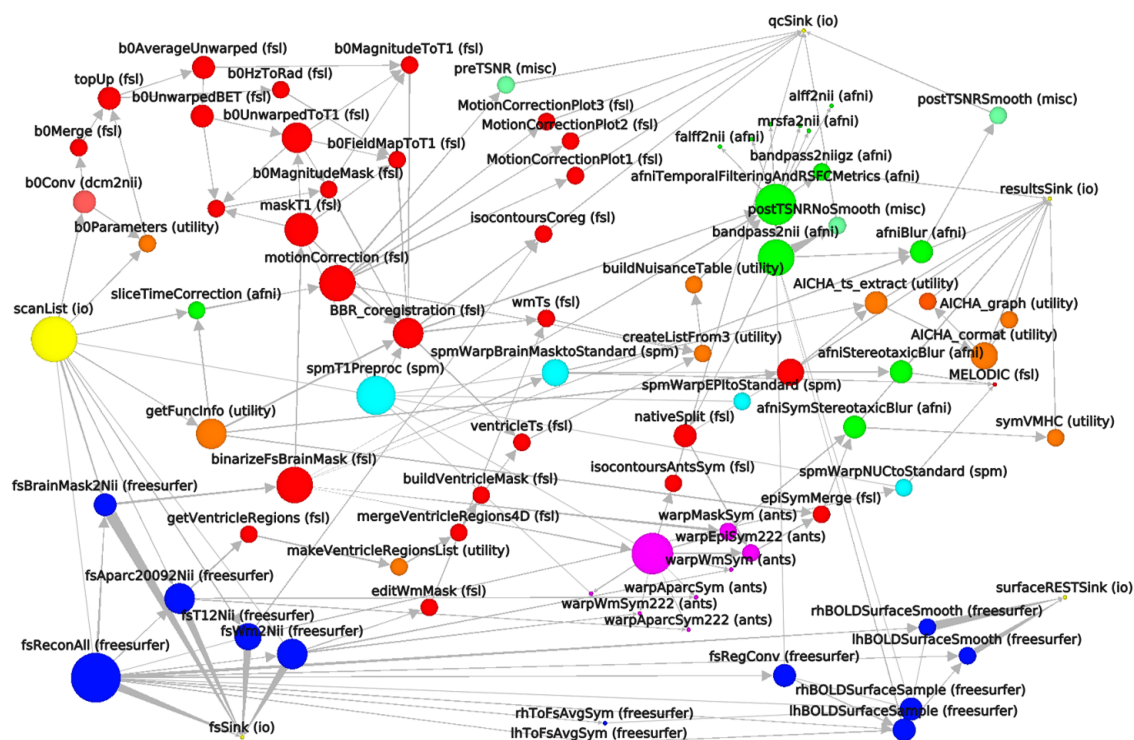 qcSink (io)
b0AverageUnwarped (fsl)
b0MagnitudeToT1 (fsl)
b0HzToRad (fsl)
preTSNR (misc)
topUp (fsl)
b0UnwarpedBET (fsl)
b0UnwarpedToT1 (fsl)
MotionCorrectionPlot3 (fsl)
alff2nii (afni)
postTSNRSmooth (misc)
mrsfa2nii (afni)
MotionCorrectionPlot2 (fsl)
falff2nii (afni)
b0Merge (fsl)
b0FieldMapToT1 (fsl)
MotionCorrectionPlot1 (fsl)
bandpass2niigz (afni)
b0MagnitudeMask (fsl)
afniTemporalFilteringAndRSFCMetrics (afni)
b0Conv (dcm2nii)
resultsSink (io)
maskT1 (fsl)
isocontoursCoreg (fsl)
postTSNRNoSmooth (misc)
b0Parameters (utility)
bandpass2nii (afni)
afniBlur (afni)
motionCorrection (fsl)
buildNuisanceTable (utility)
sliceTimeCorrection (afni)
AICHA_ts_extract (utility)
scanList (io)
BBR_coregistration (fsl)
wmTs (fsl)
AICHA_graph (utility)
createListFrom3 (utility)
AICHA_cormat (utility)
spmWarpBrainMasktoStandard (spm)
afniStereotaxicBlur (afni)
spmT1Preproc (spm)
MELODIC (fsl)
spmWarpEPItoStandard (spm)
getFuncInfo (utility)
nativeSplit (fsl)
afniSymStereotaxicBlur (afni)
symVMHC (utility)
ventricleTs (fsl)
binarizeFsBrainMask (fsl)
isocontoursAntsSym (fsl)
spmWarpNUCtoStandard (spm)
fsBrainMask2Nii (freesurfer)
buildVentricleMask (fsl)
epiSymMerge (fsl)
getVentricleRegions (fsl)
mergeVentricleRegions4D (fsl)
warpMaskSym (ants)
warpEpiSym222 (ants)
makeVentricleRegionsList (utility)
warpWmSym (ants)
fsAparc20092Nii (freesurfer)
editWmMask (fsl)
warpAparcSym (ants)
surfaceRESTSink (io)
warpWmSym222 (ants)
rhBOLDSurfaceSmooth (freesurfer)
fsT12Nii (freesurfer)
warpAparcSym222 (ants)
fsWm2Nii (freesurfer)
lhBOLDSurfaceSmooth (freesurfer)
fsReconAll (freesurfer)
fsRegConv (freesurfer)
rhBOLDSurfaceSample (freesurfer)
lhBOLDSurfaceSample (freesurfer)
rhToFsAvgSym (freesurfer)
fsSink (io)
lhToFsAvgSym (freesurfer)